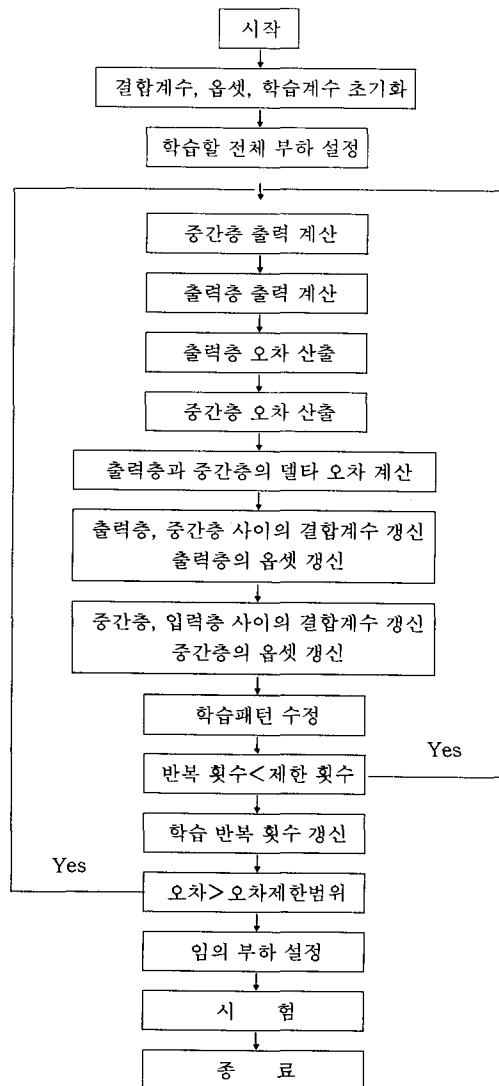 시작
결합계수, 옵셋, 학습계수 초기화
학습할 전체 부하 설정
중간층 출력 계산
출력층 출력 계산
출력층 오차 산출
중간층 오차 산출
출력층과 중간층의 델타 오차 계산
출력층, 중간층 사이의 결합계수 갱신
출력층의 옵셋 갱신
중간층, 입력층 사이의 결합계수 갱신
중간층의 옵셋 갱신
학습패턴 수정
반복 횟수<제한 횟수
Yes
학습 반복 횟수 갱신
오차>오차제한범위
Yes
임의 부하 설정
시 험
종 료